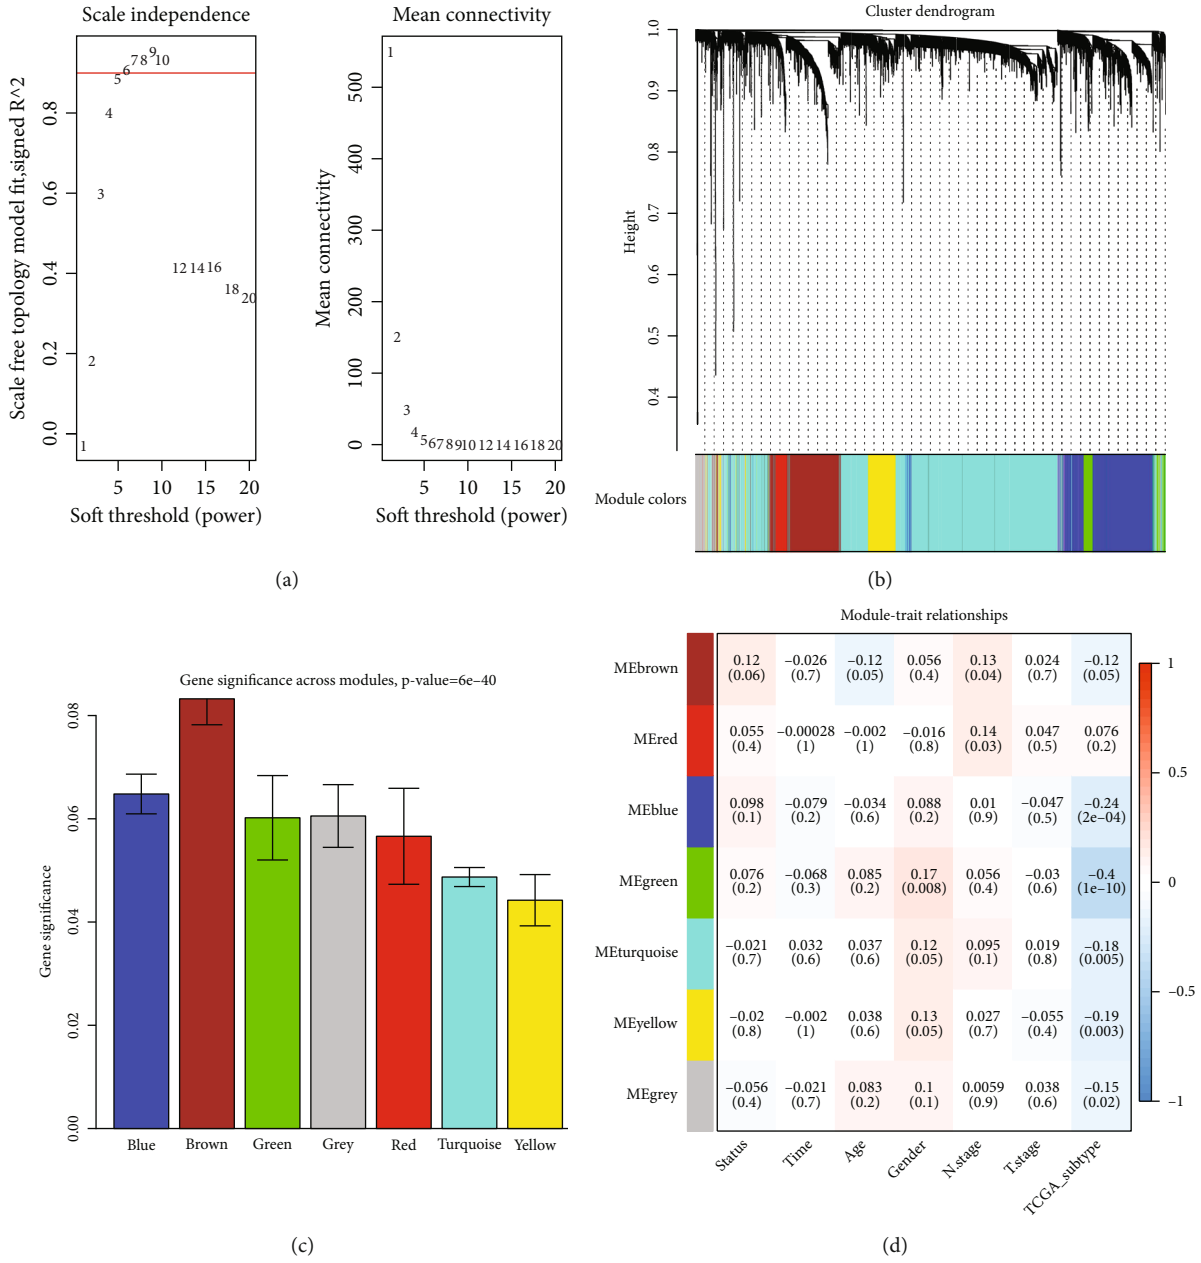 Scale independence
Mean connectivity
Scale free topology model fit,signed R^2
0.0 0.2 0.4 0.6 0.8
1 2 3 4 5 6 7 8 9 10 12 14 16 18 20
5 10 15 20
Soft threshold (power)
Mean connectivity
0 100 200 300 400 500
1 2 3 4 5 6 7 8 9 10 12 14 16 18 20
5 10 15 20
Soft threshold (power)
(a)
Cluster dendrogram
Height
1.0
0.9
0.8
0.7
0.6
0.5
0.4
Module colors
(b)
Gene significance across modules, p-value=6e–40
Gene significance
0.08
0.06
0.04
0.02
0.00
Blue Brown Green Grey Red Turquoise Yellow
(c)
Module-trait relationships
MEbrown 0.12 –0.026 –0.12 0.056 0.13 0.024 –0.12
(0.06) (0.7) (0.05) (0.4) (0.04) (0.7) (0.05)
MEred 0.055 –0.00028 –0.002 –0.016 0.14 0.047 0.076
(0.4) (1) (1) (0.8) (0.03) (0.5) (0.2)
MEblue 0.098 –0.079 –0.034 0.088 0.01 –0.047 –0.24
(0.1) (0.2) (0.6) (0.2) (0.9) (0.5) (2e–04)
MEgreen 0.076 –0.068 0.085 0.17 0.056 –0.03 –0.4
(0.2) (0.3) (0.2) (0.008) (0.4) (0.6) (1e–10)
MEturquoise –0.021 0.032 0.037 0.12 0.095 0.019 –0.18
(0.7) (0.6) (0.6) (0.05) (0.1) (0.8) (0.005)
MEyellow –0.02 –0.002 0.038 0.13 0.027 –0.055 –0.19
(0.8) (1) (0.6) (0.05) (0.7) (0.4) (0.003)
MEgrey –0.056 –0.021 0.083 0.1 0.0059 0.038 –0.15
(0.4) (0.7) (0.2) (0.1) (0.9) (0.6) (0.02)
Status Time Age Gender N.stage T.stage TCGA_subtype
1
0.5
0
–0.5
–1
(d)